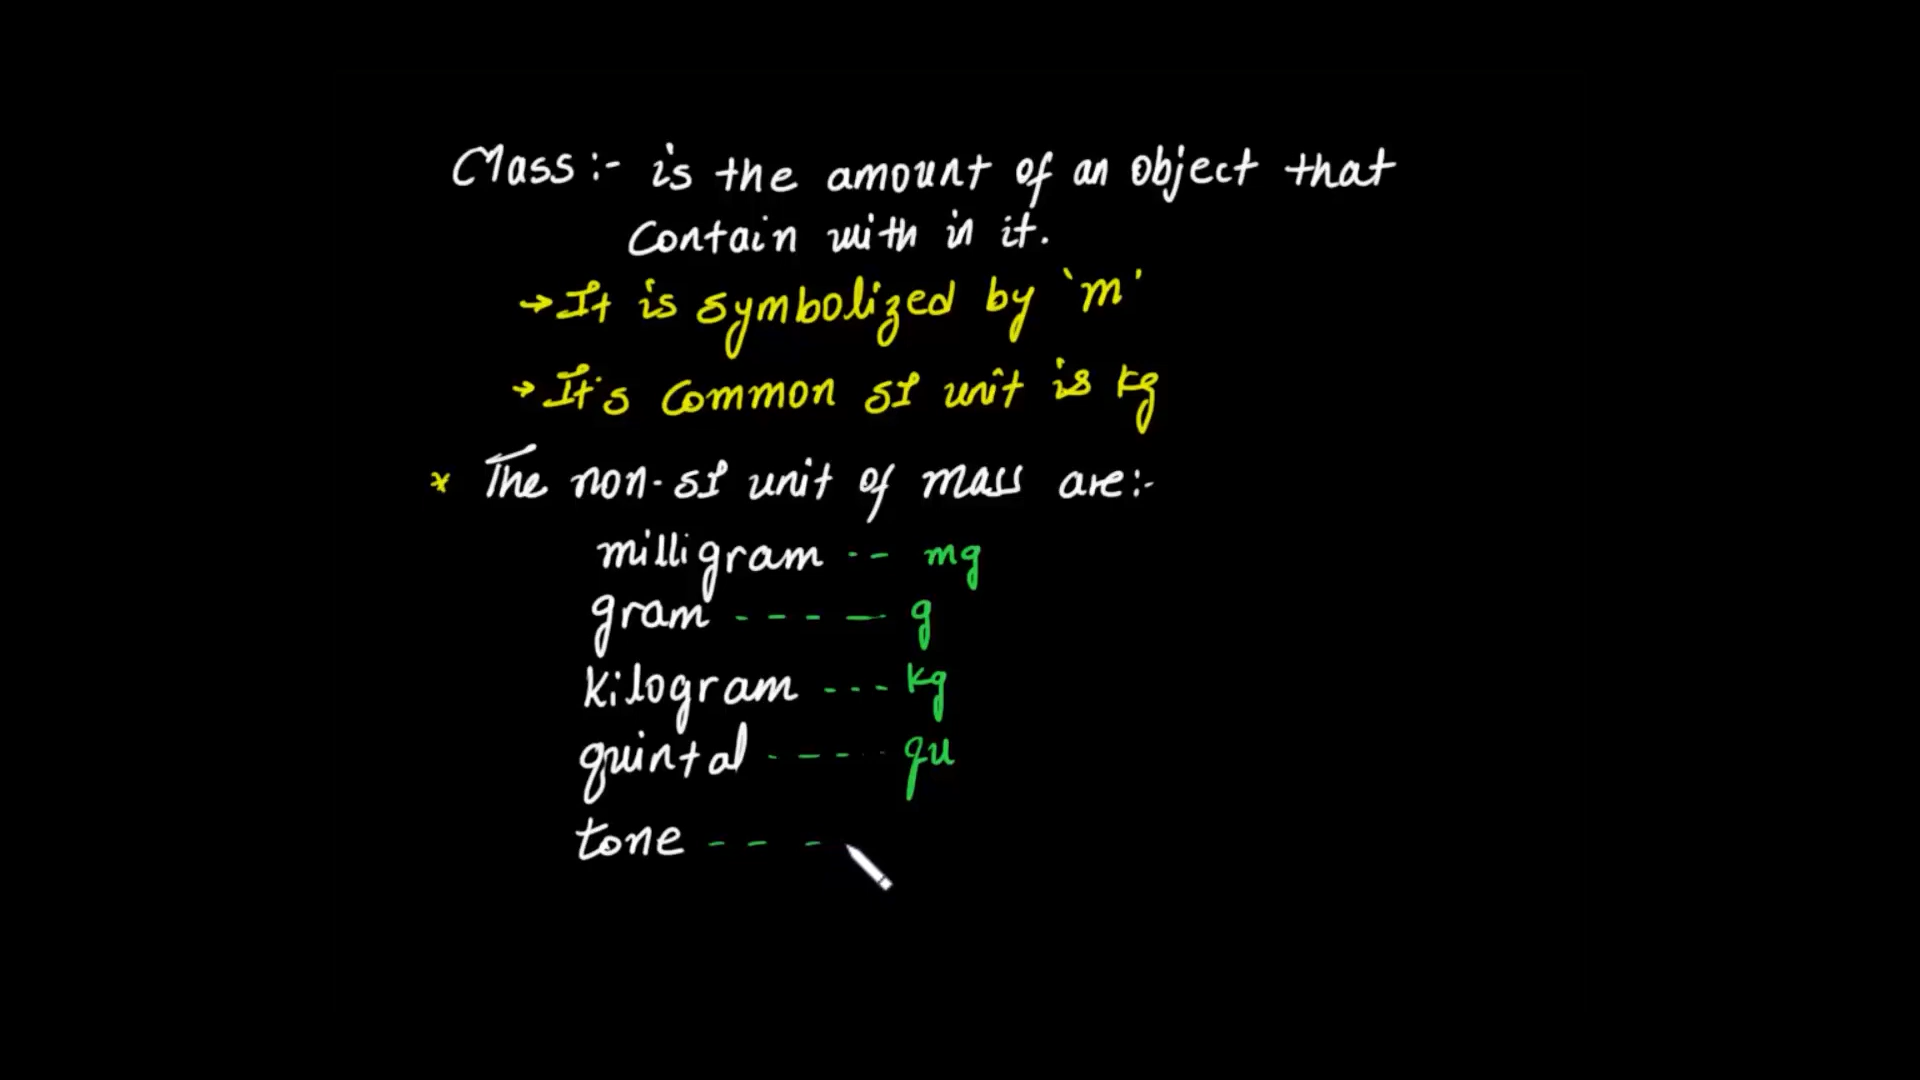 Mass:- is the amount of an object that
contain with in it.
→ It is symbolized by 'm'
→ It's common SI unit is kg
* The non-SI unit of mass are:-
milligram -- mg
gram ---- g
kilogram --- kg
quintal ---- qu
tone ---